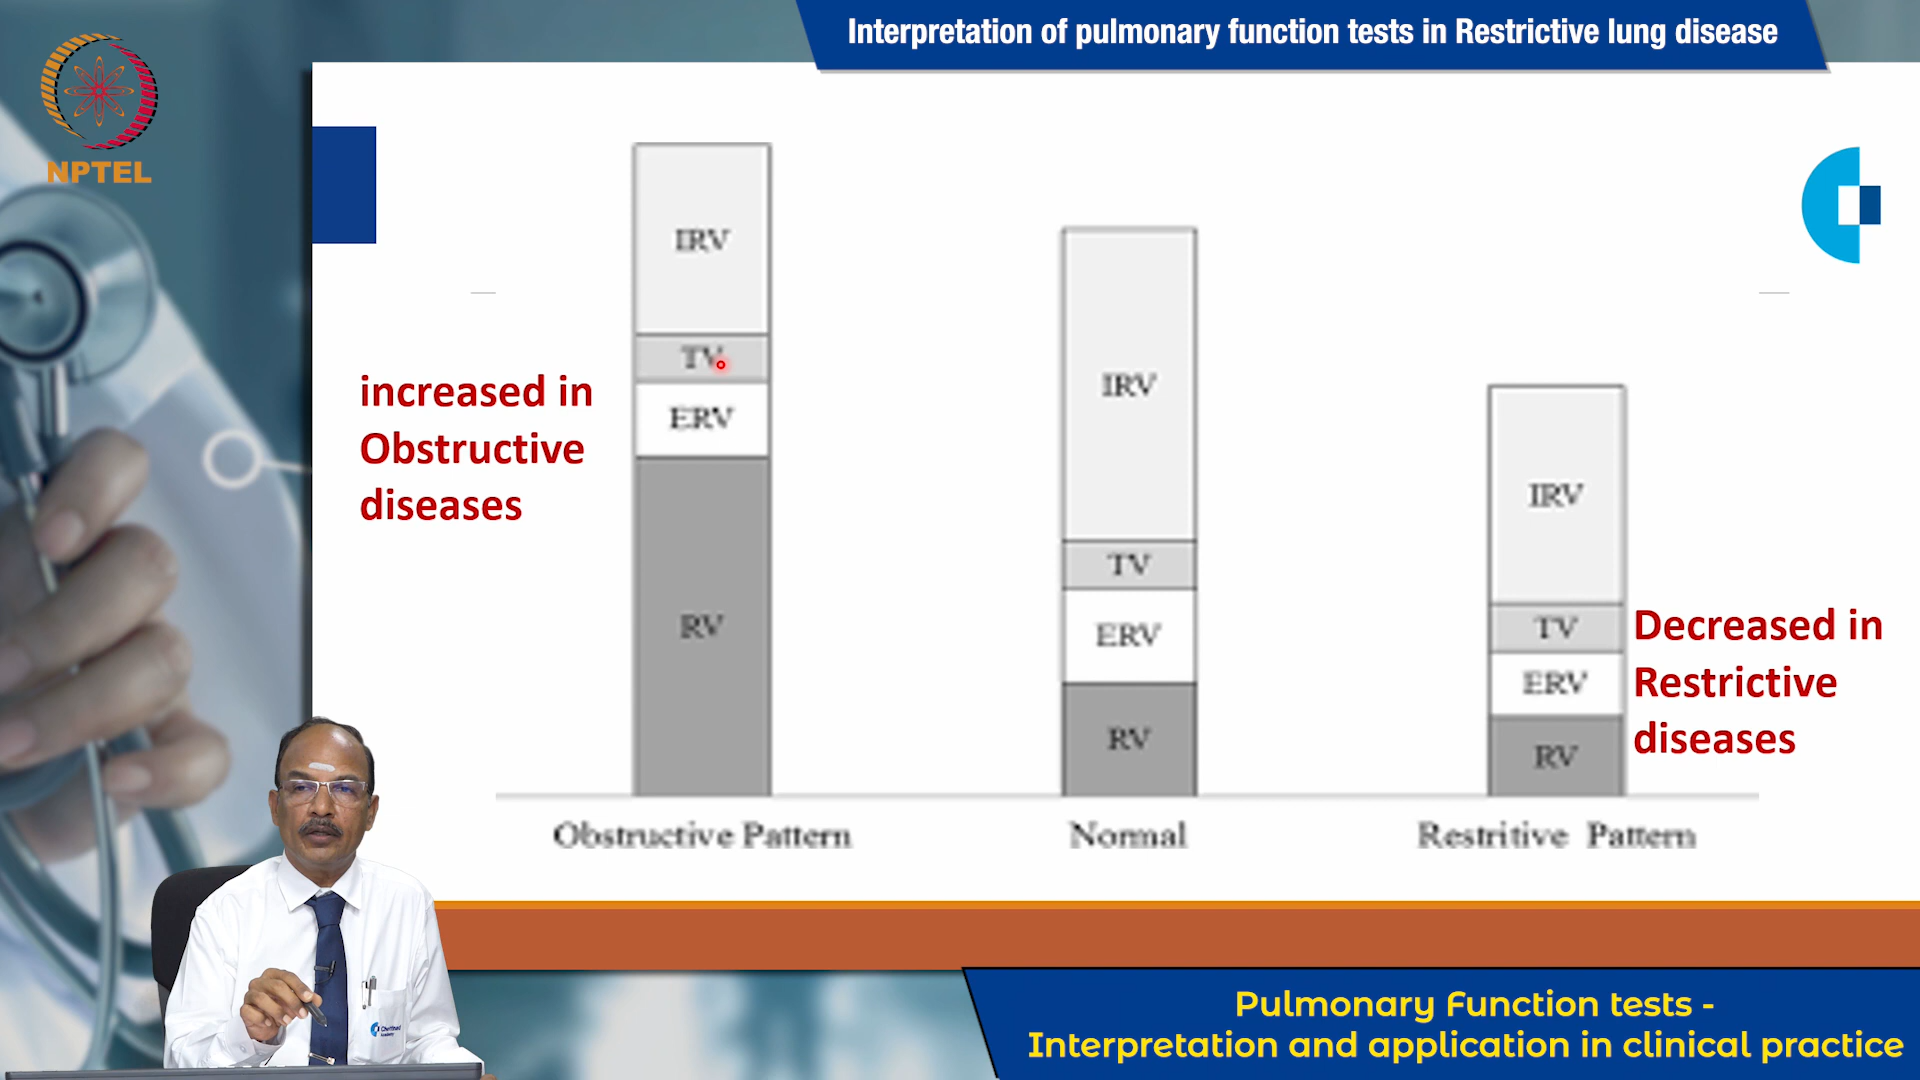 Interpretation of pulmonary function tests in Restrictive lung disease
NPTEL
IRV
TV
ERV
RV
increased in
Obstructive
diseases
IRV
TV
ERV
RV
IRV
TV
ERV
RV
Decreased in
Restrictive
diseases
Obstructive Pattern
Normal
Restritive Pattern
Pulmonary Function tests -
Interpretation and application in clinical practice